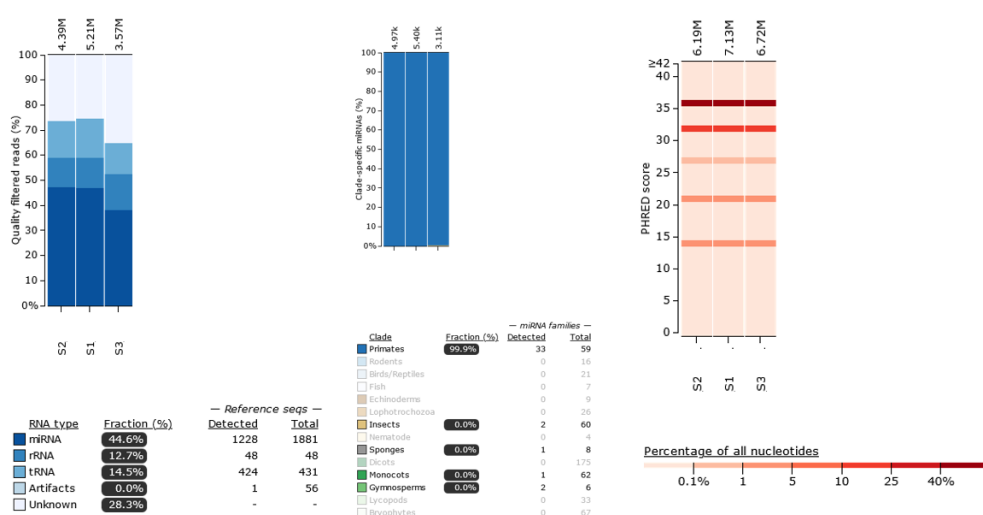 4.39M 5.21M 3.57M
100
90
80
70
60
50
40
30
20
10
0%
Quality filtered reads (%)
S2 S1 S3
RNA type Fraction (%) — Reference seqs —
Detected Total
miRNA 44.6% 1228 1881
rRNA 12.7% 48 48
tRNA 14.5% 424 431
Artifacts 0.0% 1 56
Unknown 28.3% - -
4.97k 5.40k 3.11k
100
90
80
70
60
50
40
30
20
10
0%
Clade-specific miRNAs (%)
— miRNA families —
Clade Fraction (%) Detected Total
Primates 99.9% 33 59
Rodents 0 16
Birds/Reptiles 0 21
Fish 0 7
Echinoderms 0 9
Lophotrochozoa 0 26
Insects 0.0% 2 60
Nematode 0 4
Sponges 0.0% 1 8
Dicots 0 175
Monocots 0.0% 1 62
Gymnosperms 0.0% 2 6
Lycopods 0 33
Bryophytes 0 67
6.19M 7.13M 6.72M
≥42
40
35
30
25
20
15
10
5
0
PHRED score
S2 S1 S3
Percentage of all nucleotides
0.1% 1 5 10 25 40%